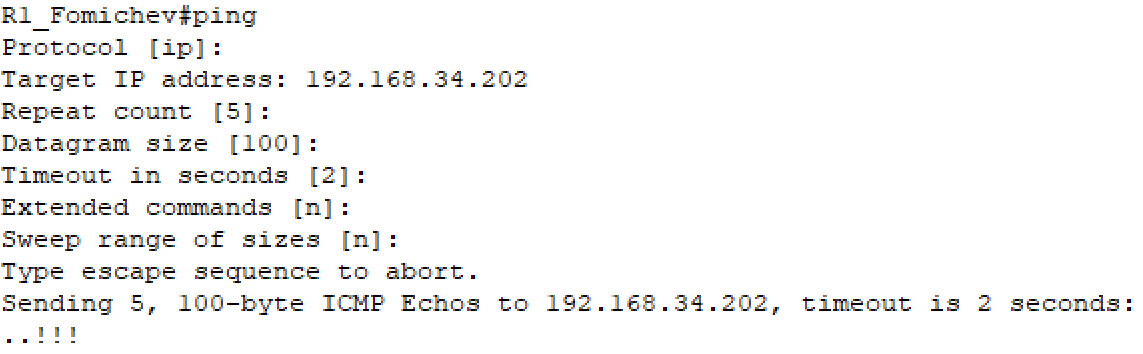 R1_Fomichev#ping
Protocol [ip]:
Target IP address: 192.168.34.202
Repeat count [5]:
Datagram size [100]:
Timeout in seconds [2]:
Extended commands [n]:
Sweep range of sizes [n]:
Type escape sequence to abort.
Sending 5, 100-byte ICMP Echos to 192.168.34.202, timeout is 2 seconds:
..!!!